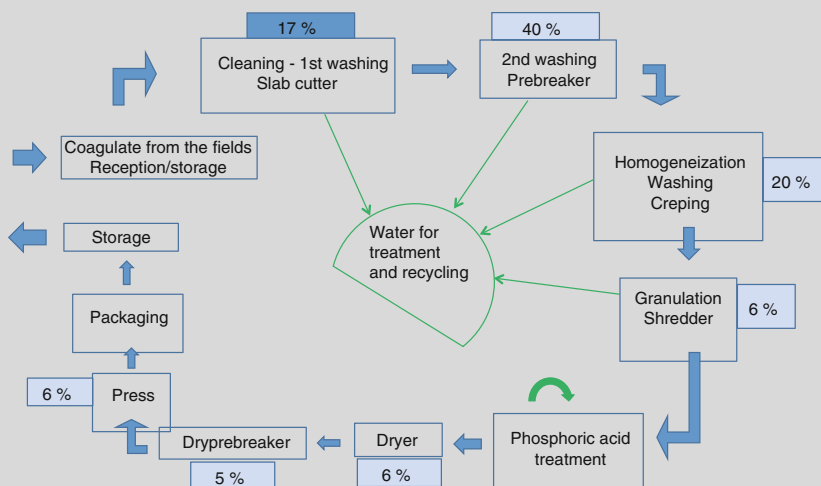 17 %
Cleaning - 1st washing
Slab cutter
40 %
2nd washing
Prebreaker
Coagulate from the fields
Reception/storage
Homogeneization
Washing
Creping
20 %
Storage
Water for
treatment
and recycling
Packaging
Granulation
Shredder
6 %
6 %
Press
Dryprebreaker
5 %
Dryer
6 %
Phosphoric acid
treatment